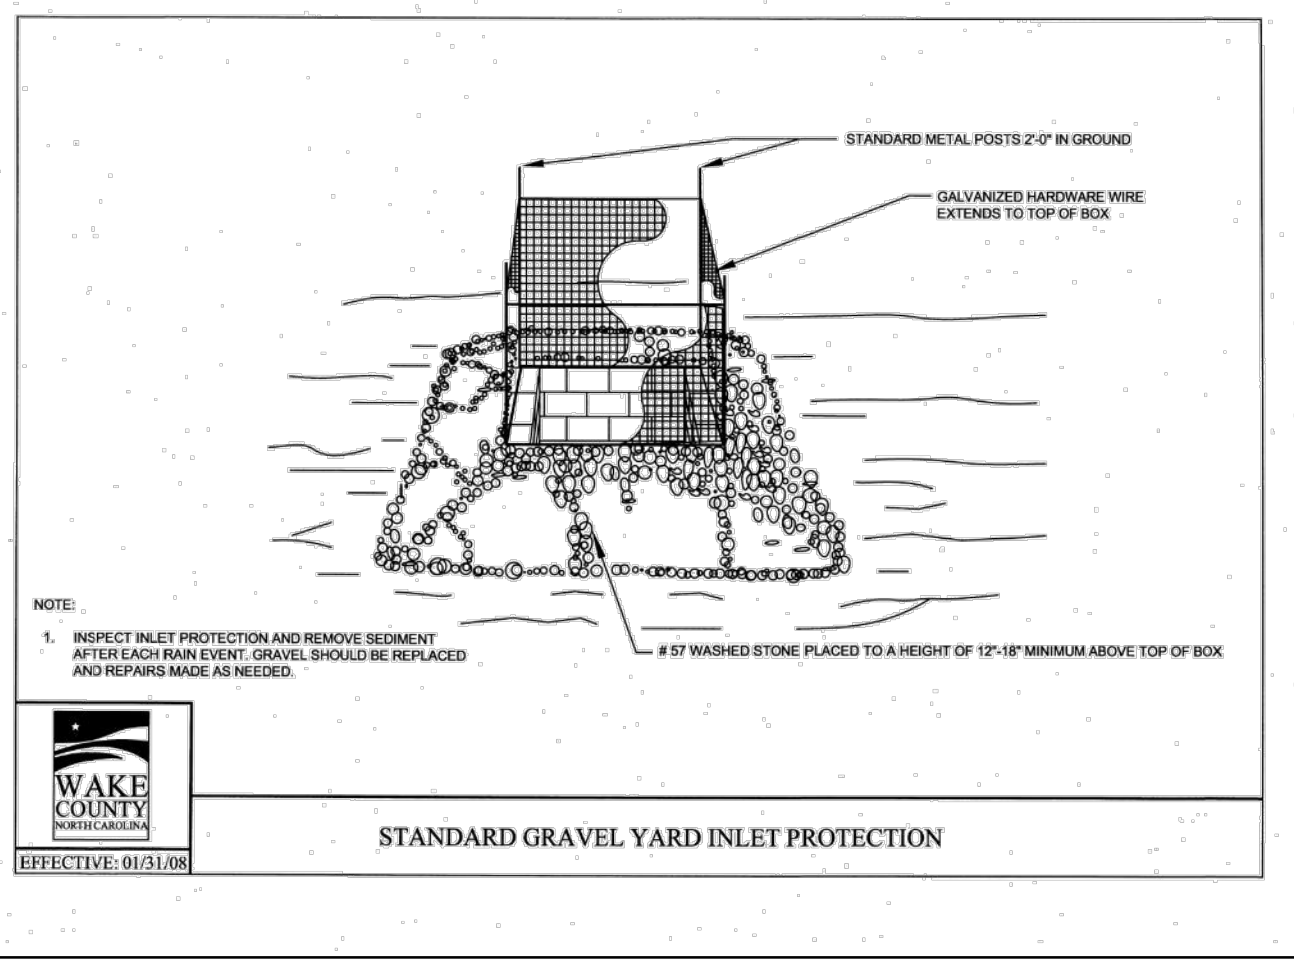 STANDARD METAL POSTS 2'-0" IN GROUND
GALVANIZED HARDWARE WIRE
EXTENDS TO TOP OF BOX
NOTE:
1. INSPECT INLET PROTECTION AND REMOVE SEDIMENT
AFTER EACH RAIN EVENT. GRAVEL SHOULD BE REPLACED
AND REPAIRS MADE AS NEEDED.
# 57 WASHED STONE PLACED TO A HEIGHT OF 12"-18" MINIMUM ABOVE TOP OF BOX
WAKE
COUNTY
NORTH CAROLINA
STANDARD GRAVEL YARD INLET PROTECTION
EFFECTIVE: 01/31/08